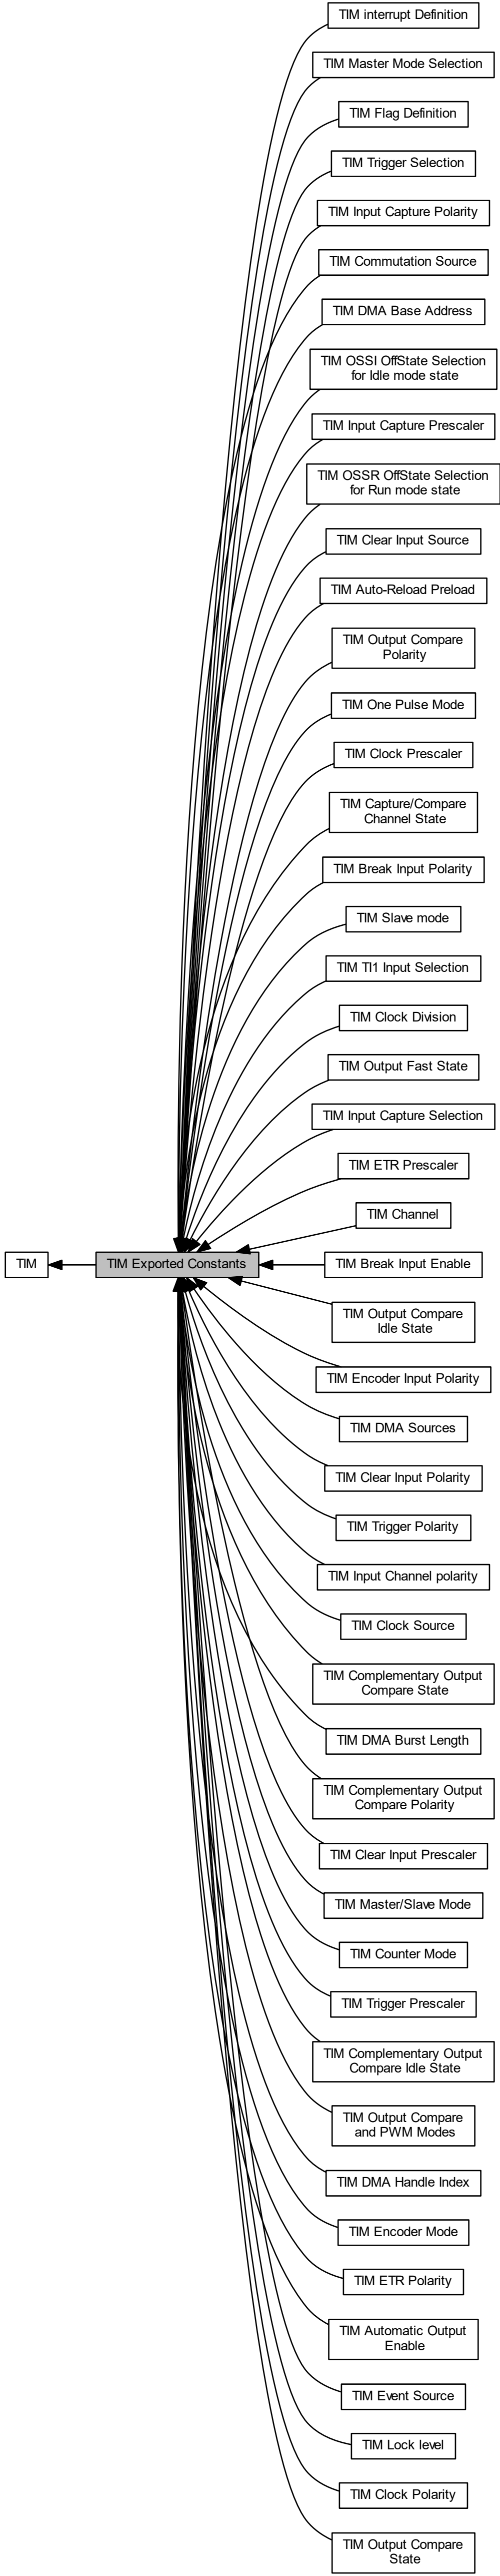 TIM interrupt Definition
TIM Master Mode Selection
TIM Flag Definition
TIM Trigger Selection
TIM Input Capture Polarity
TIM Commutation Source
TIM DMA Base Address
TIM OSSI OffState Selection
for Idle mode state
TIM Input Capture Prescaler
TIM OSSR OffState Selection
for Run mode state
TIM Clear Input Source
TIM Auto-Reload Preload
TIM Output Compare
Polarity
TIM One Pulse Mode
TIM Clock Prescaler
TIM Capture/Compare
Channel State
TIM Break Input Polarity
TIM Slave mode
TIM TI1 Input Selection
TIM Clock Division
TIM Output Fast State
TIM Input Capture Selection
TIM ETR Prescaler
TIM Channel
TIM
TIM Exported Constants
TIM Break Input Enable
TIM Output Compare
Idle State
TIM Encoder Input Polarity
TIM DMA Sources
TIM Clear Input Polarity
TIM Trigger Polarity
TIM Input Channel polarity
TIM Clock Source
TIM Complementary Output
Compare State
TIM DMA Burst Length
TIM Complementary Output
Compare Polarity
TIM Clear Input Prescaler
TIM Master/Slave Mode
TIM Counter Mode
TIM Trigger Prescaler
TIM Complementary Output
Compare Idle State
TIM Output Compare
and PWM Modes
TIM DMA Handle Index
TIM Encoder Mode
TIM ETR Polarity
TIM Automatic Output
Enable
TIM Event Source
TIM Lock level
TIM Clock Polarity
TIM Output Compare
State